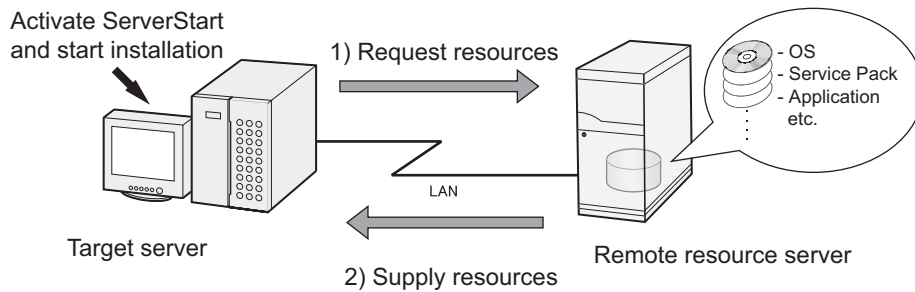 Activate ServerStart
and start installation
1) Request resources
- OS
- Service Pack
- Application
etc.
LAN
Target server
Remote resource server
2) Supply resources